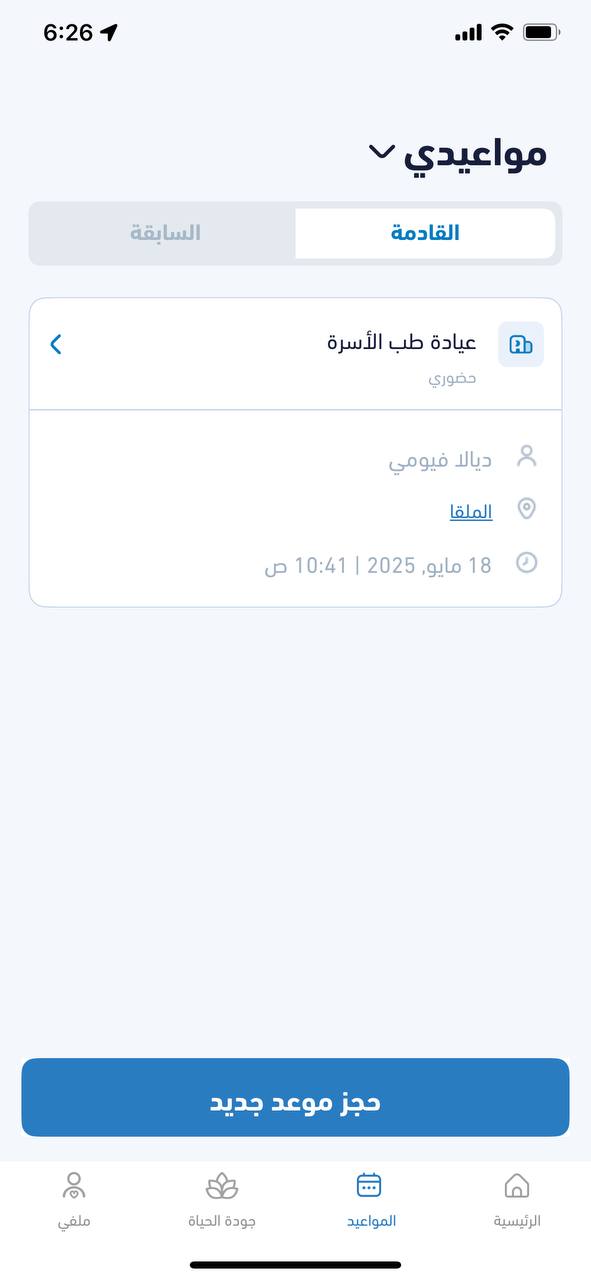 6:26
مواعيدي
القادمة
السابقة
عيادة طب الأسرة
حضوري
ديالا فيومي
الملقا
18 مايو, 2025 | 10:41 ص
حجز موعد جديد
الرئيسية
المواعيد
جودة الحياة
ملفي